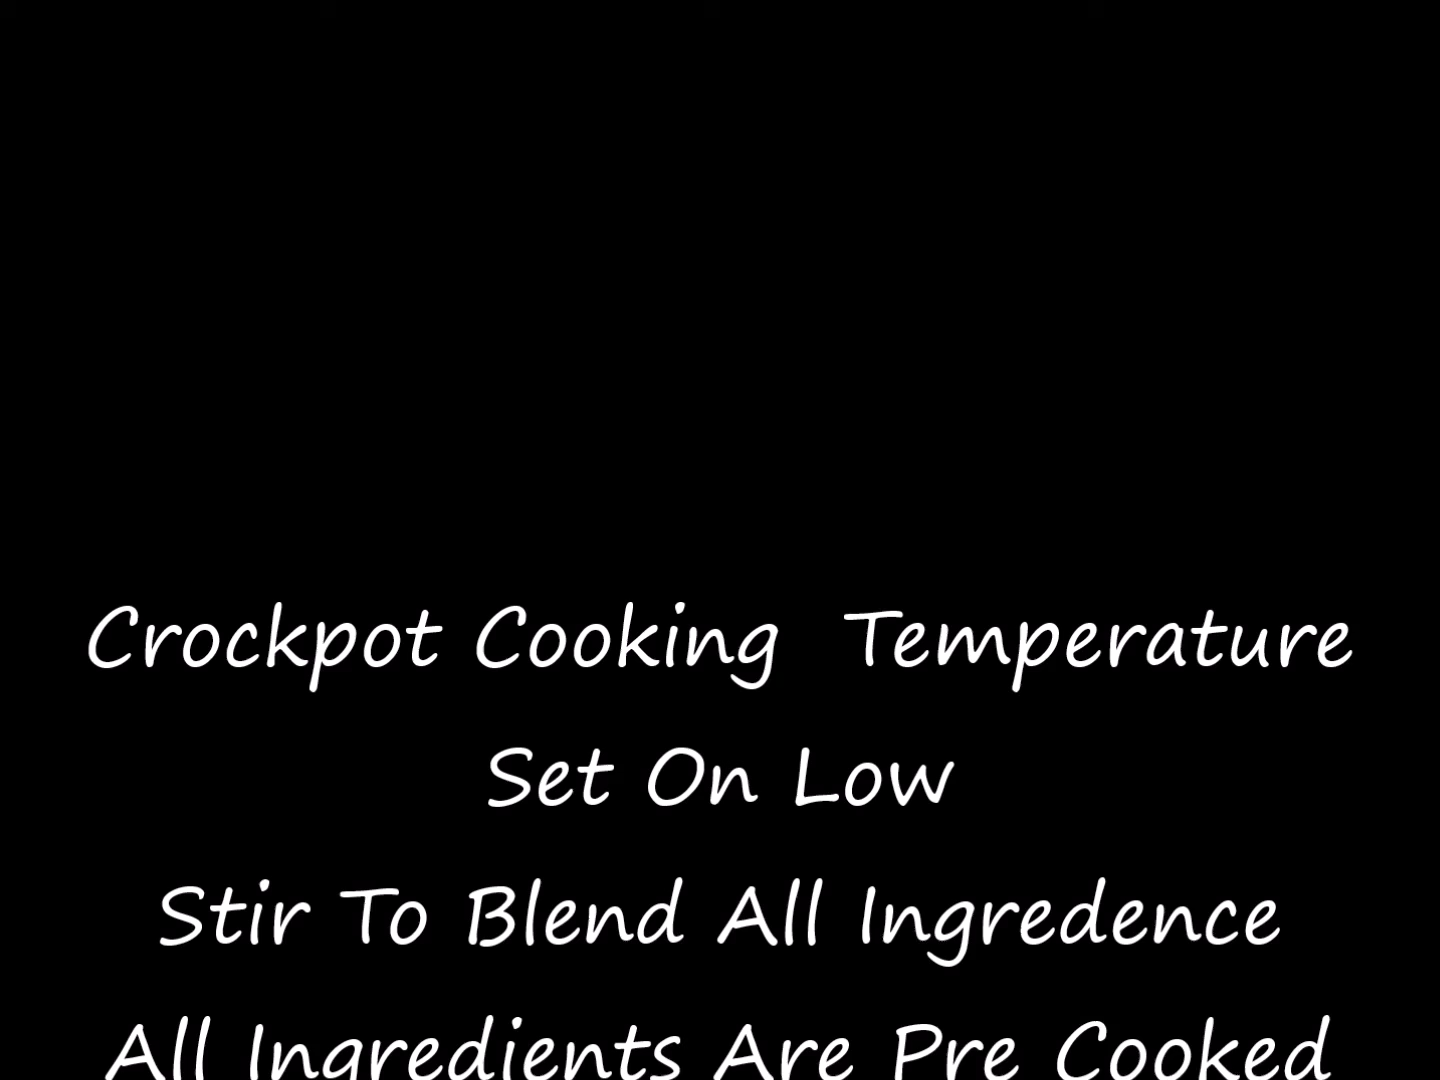 Crockpot Cooking  Temperature
Set On Low
Stir To Blend All Ingredence
All Ingredients Are Pre Cooked